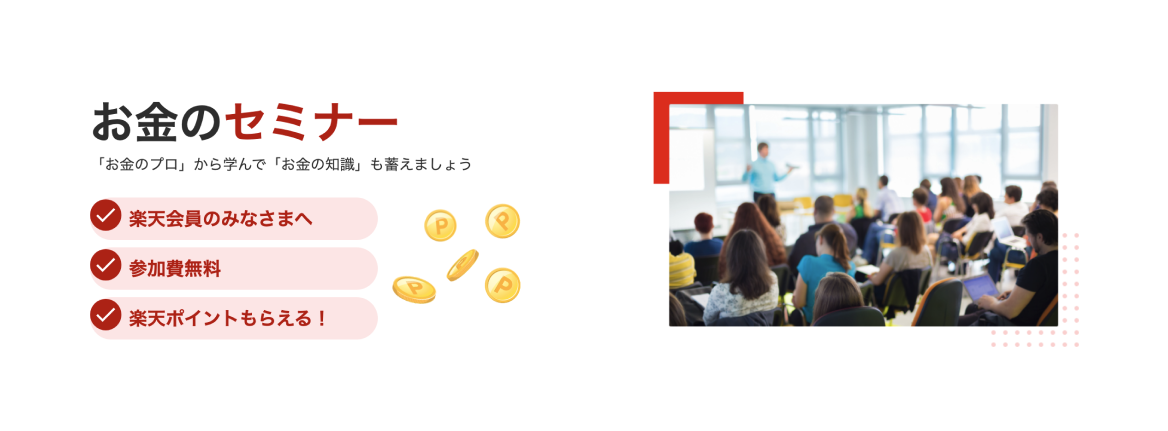 お金のセミナー
「お金のプロ」から学んで「お金の知識」も蓄えましょう
楽天会員のみなさまへ
参加費無料
楽天ポイントもらえる！
P
P
P
P